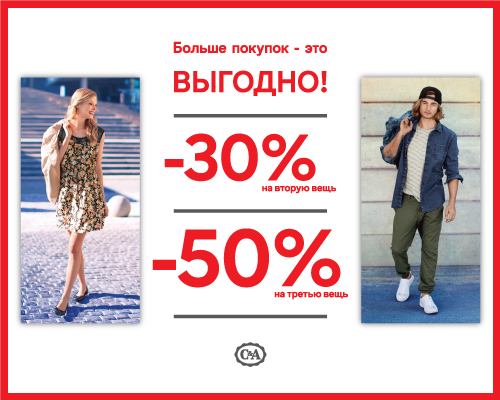 Больше покупок - это
ВЫГОДНО!
-30%
на вторую вещь
-50%
на третью вещь
C&A